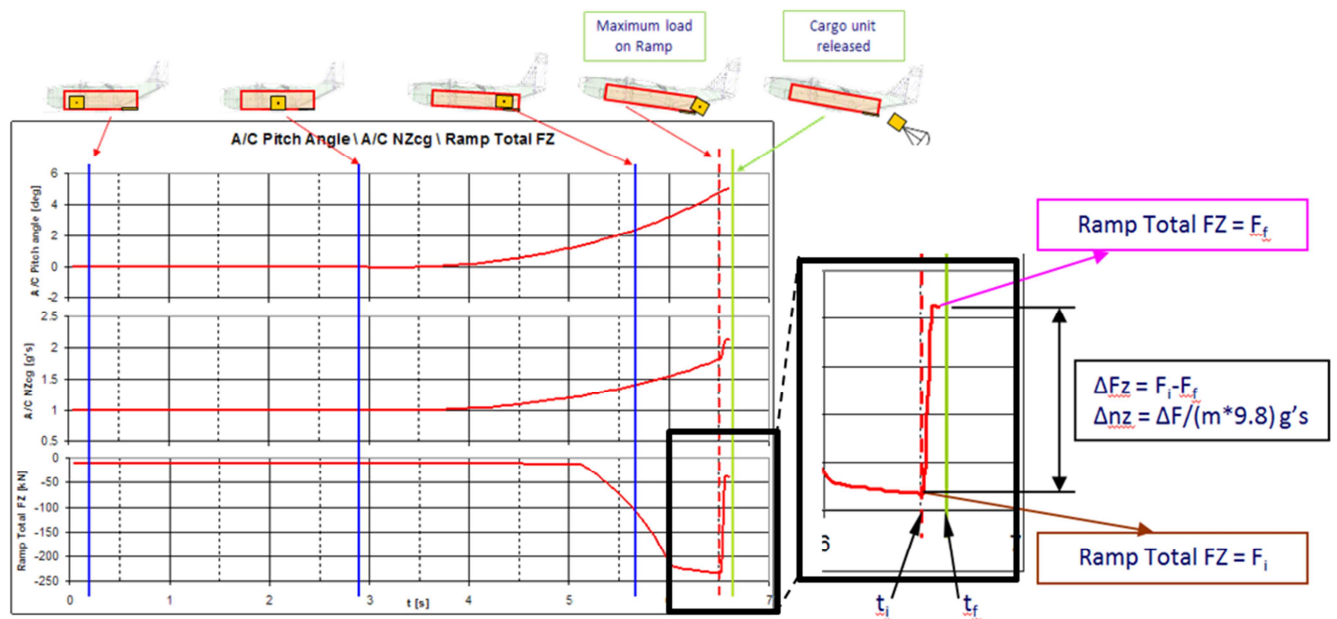 Maximum load
on Ramp
Cargo unit
released
A/C Pitch Angle \ A/C NZcg \ Ramp Total FZ
A/C Pitch angle [deg]
6
4
2
0
-2
A/C NZcg (g's)
2.5
2
1.5
1
0.5
Ramp Total FZ [kN]
0
-50
-100
-150
-200
-250
0
1
2
3
4
5
6
7
t [s]
6
7
ti
tf
Ramp Total FZ = Ff
ΔFz = Fi-Ff
Δnz = ΔF/(m*9.8) g's
Ramp Total FZ = Fi